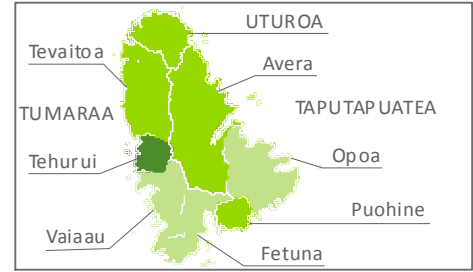 UTUROA
Tevaitoa
Avera
TUMARAA
TAPUTAPUATEA
Tehurui
Opoa
Puohine
Vaiaau
Fetuna